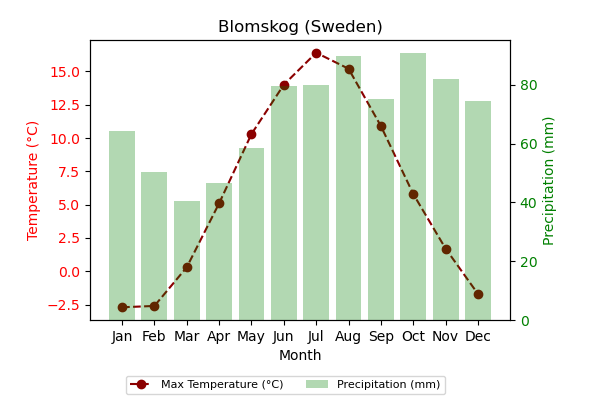 Blomskog (Sweden)
Temperature (°C)
15.0
12.5
10.0
7.5
5.0
2.5
0.0
−2.5
80
60
40
20
0
Precipitation (mm)
Jan Feb Mar Apr May Jun Jul Aug Sep Oct Nov Dec
Month
Max Temperature (°C) Precipitation (mm)